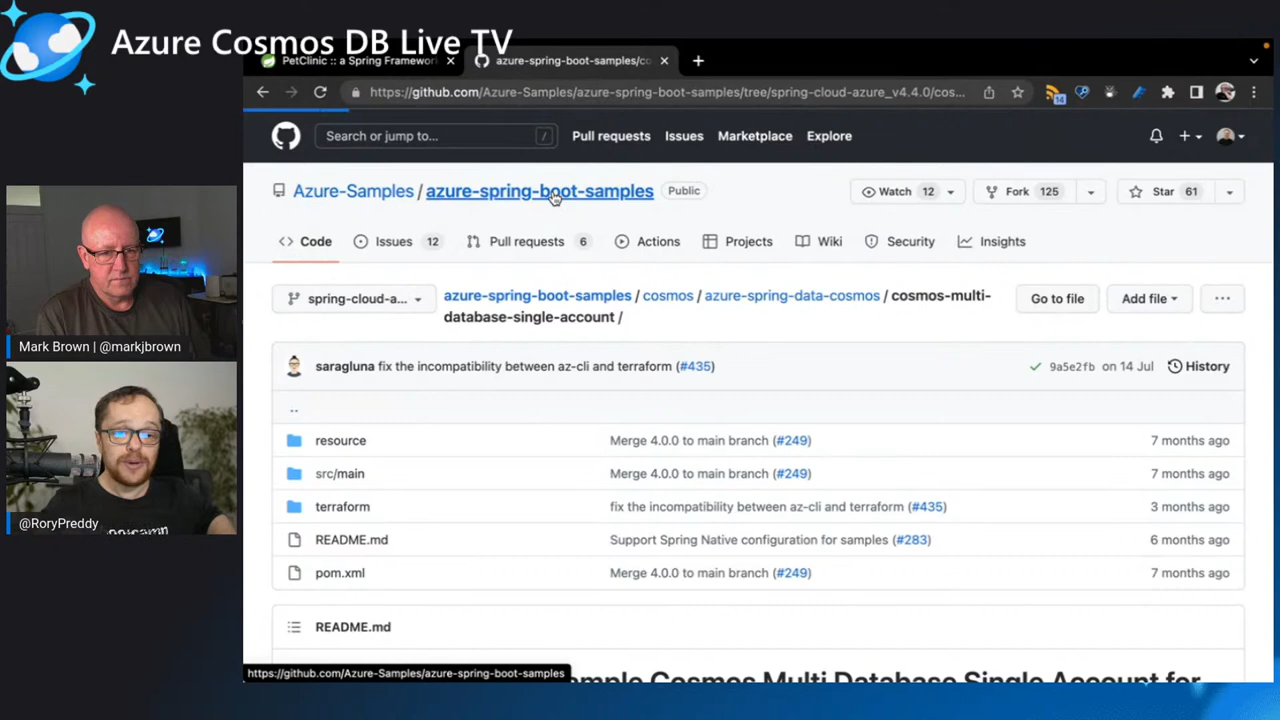 Azure Cosmos DB Live TV
PetClinic :: a Spring Framework
azure-spring-boot-samples/co
https://github.com/Azure-Samples/azure-spring-boot-samples/tree/spring-cloud-azure_v4.4.0/cos...
14
Search or jump to... /
Pull requests Issues Marketplace Explore
Azure-Samples / azure-spring-boot-samples Public
Watch 12 Fork 125 Star 61
Code Issues 12 Pull requests 6 Actions Projects Wiki Security Insights
spring-cloud-a...
azure-spring-boot-samples / cosmos / azure-spring-data-cosmos / cosmos-multi-
database-single-account /
Go to file Add file ...
saragluna fix the incompatibility between az-cli and terraform (#435) 9a5e2fb on 14 Jul History
..
resource Merge 4.0.0 to main branch (#249) 7 months ago
src/main Merge 4.0.0 to main branch (#249) 7 months ago
terraform fix the incompatibility between az-cli and terraform (#435) 3 months ago
README.md Support Spring Native configuration for samples (#283) 6 months ago
pom.xml Merge 4.0.0 to main branch (#249) 7 months ago
README.md
ample Cosmos Multi Database Single Account for
https://github.com/Azure-Samples/azure-spring-boot-samples
Mark Brown | @markjbrown
@RoryPreddy